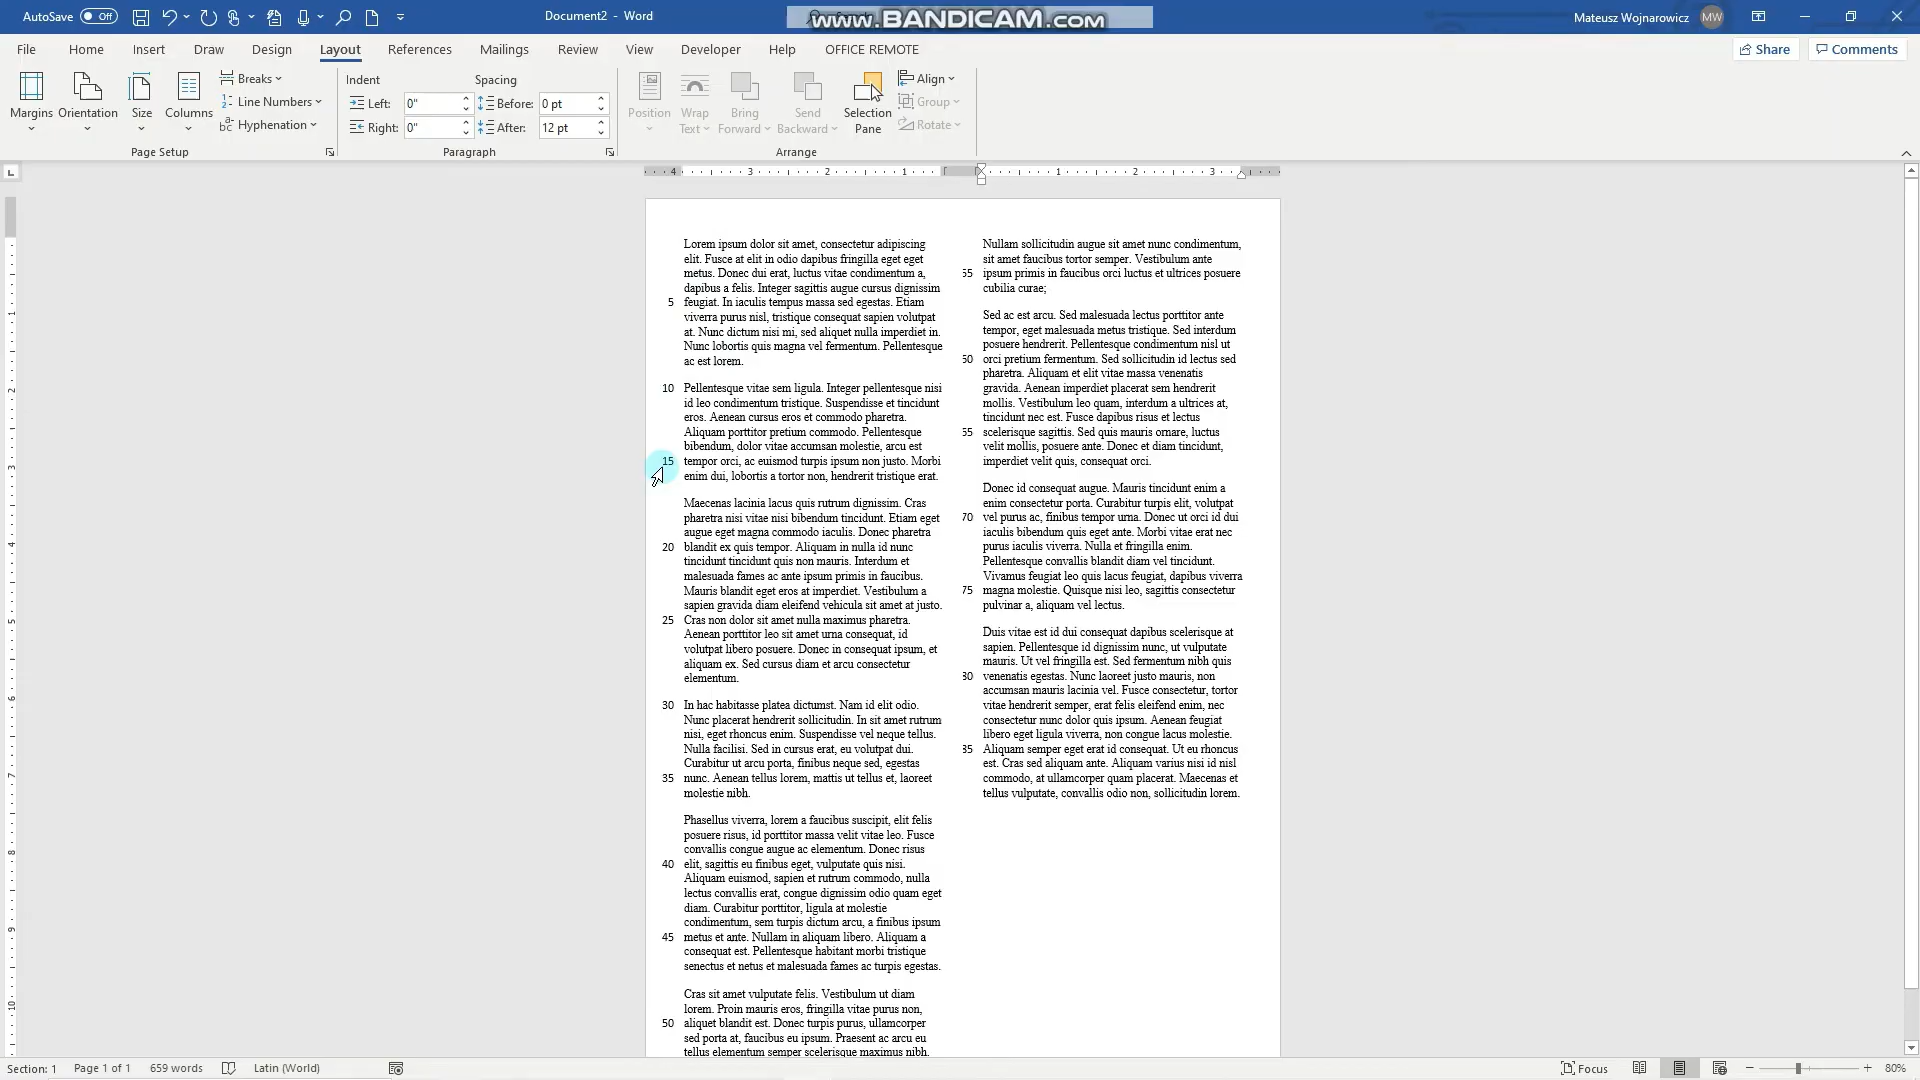 AutoSave Off Document2 - Word www.BANDICAM.com Mateusz Wojnarowicz MW
File Home Insert Draw Design Layout References Mailings Review View Developer Help OFFICE REMOTE Share Comments
Margins Orientation Size Columns
Breaks
Line Numbers
Hyphenation
Page Setup
Indent
Left: 0"
Right: 0"
Spacing
Before: 0 pt
After: 12 pt
Paragraph
Position
Wrap Text
Bring Forward
Send Backward
Selection Pane
Align
Group
Rotate
Arrange
4 3 2 1 1 2 3
Lorem ipsum dolor sit amet, consectetur adipiscing
elit. Fusce at elit in odio dapibus fringilla eget eget
metus. Donec dui erat, luctus vitae condimentum a,
dapibus a felis. Integer sagittis augue cursus dignissim
5 feugiat. In iaculis tempus massa sed egestas. Etiam
viverra purus nisl, tristique consequat sapien volutpat
at. Nunc dictum nisi mi, sed aliquet nulla imperdiet in.
Nunc lobortis quis magna vel fermentum. Pellentesque
ac est lorem.
10 Pellentesque vitae sem ligula. Integer pellentesque nisi
id leo condimentum tristique. Suspendisse et tincidunt
eros. Aenean cursus eros et commodo pharetra.
Aliquam porttitor pretium commodo. Pellentesque
bibendum, dolor vitae accumsan molestie, arcu est
15 tempor orci, ac euismod turpis ipsum non justo. Morbi
enim dui, lobortis a tortor non, hendrerit tristique erat.
Maecenas lacinia lacus quis rutrum dignissim. Cras
pharetra nisi vitae nisi bibendum tincidunt. Etiam eget
augue eget magna commodo iaculis. Donec pharetra
20 blandit ex quis tempor. Aliquam in nulla id nunc
tincidunt tincidunt quis non mauris. Interdum et
malesuada fames ac ante ipsum primis in faucibus.
Mauris blandit eget eros at imperdiet. Vestibulum a
sapien gravida diam eleifend vehicula sit amet at justo.
25 Cras non dolor sit amet nulla maximus pharetra.
Aenean porttitor leo sit amet urna consequat, id
volutpat libero posuere. Donec in consequat ipsum, et
aliquam ex. Sed cursus diam et arcu consectetur
elementum.
30 In hac habitasse platea dictumst. Nam id elit odio.
Nunc placerat hendrerit sollicitudin. In sit amet rutrum
nisi, eget rhoncus enim. Suspendisse vel neque tellus.
Nulla facilisi. Sed in cursus erat, eu volutpat dui.
Curabitur ut arcu porta, finibus neque sed, egestas
35 nunc. Aenean tellus lorem, mattis ut tellus et, laoreet
molestie nibh.
Phasellus viverra, lorem a faucibus suscipit, elit felis
posuere risus, id porttitor massa velit vitae leo. Fusce
convallis congue augue ac elementum. Donec risus
40 elit, sagittis eu finibus eget, vulputate quis nisi.
Aliquam euismod, sapien et rutrum commodo, nulla
lectus convallis erat, congue dignissim odio quam eget
diam. Curabitur porttitor, ligula at molestie
condimentum, sem turpis dictum arcu, a finibus ipsum
45 metus et ante. Nullam in aliquam libero. Aliquam a
consequat est. Pellentesque habitant morbi tristique
senectus et netus et malesuada fames ac turpis egestas.
Cras sit amet vulputate felis. Vestibulum ut diam
lorem. Proin mauris eros, fringilla vitae purus non,
50 aliquet blandit est. Donec turpis purus, ullamcorper
sed porta at, faucibus eu ipsum. Praesent ac arcu eu
tellus elementum semper scelerisque maximus nibh.
Nullam sollicitudin augue sit amet nunc condimentum,
sit amet faucibus tortor semper. Vestibulum ante
55 ipsum primis in faucibus orci luctus et ultrices posuere
cubilia curae;
Sed ac est arcu. Sed malesuada lectus porttitor ante
tempor, eget malesuada metus tristique. Sed interdum
posuere hendrerit. Pellentesque condimentum nisl ut
60 orci pretium fermentum. Sed sollicitudin id lectus sed
pharetra. Aliquam et elit vitae massa venenatis
gravida. Aenean imperdiet placerat sem hendrerit
mollis. Vestibulum leo quam, interdum a ultrices at,
tincidunt nec est. Fusce dapibus risus et lectus
65 scelerisque sagittis. Sed quis mauris ornare, luctus
velit mollis, posuere ante. Donec et diam tincidunt,
imperdiet velit quis, consequat orci.
Donec id consequat augue. Mauris tincidunt enim a
enim consectetur porta. Curabitur turpis elit, volutpat
70 vel purus ac, finibus tempor urna. Donec ut orci id dui
iaculis bibendum quis eget ante. Morbi vitae erat nec
purus iaculis viverra. Nulla et fringilla enim.
Pellentesque convallis blandit diam vel tincidunt.
Vivamus feugiat leo quis lacus feugiat, dapibus viverra
75 magna molestie. Quisque nisi leo, sagittis consectetur
pulvinar a, aliquam vel lectus.
Duis vitae est id dui consequat dapibus scelerisque at
sapien. Pellentesque id dignissim nunc, ut vulputate
mauris. Ut vel fringilla est. Sed fermentum nibh quis
80 venenatis egestas. Nunc laoreet justo mauris, non
accumsan mauris lacinia vel. Fusce consectetur, tortor
vitae hendrerit semper, erat felis eleifend enim, nec
consectetur nunc dolor quis ipsum. Aenean feugiat
libero eget ligula viverra, non congue lacus molestie.
85 Aliquam semper eget erat id consequat. Ut eu rhoncus
est. Cras sed aliquam ante. Aliquam varius nisi id nisl
commodo, at ullamcorper quam placerat. Maecenas et
tellus vulputate, convallis odio non, sollicitudin lorem.
Section: 1 Page 1 of 1 659 words Latin (World) Focus 80%